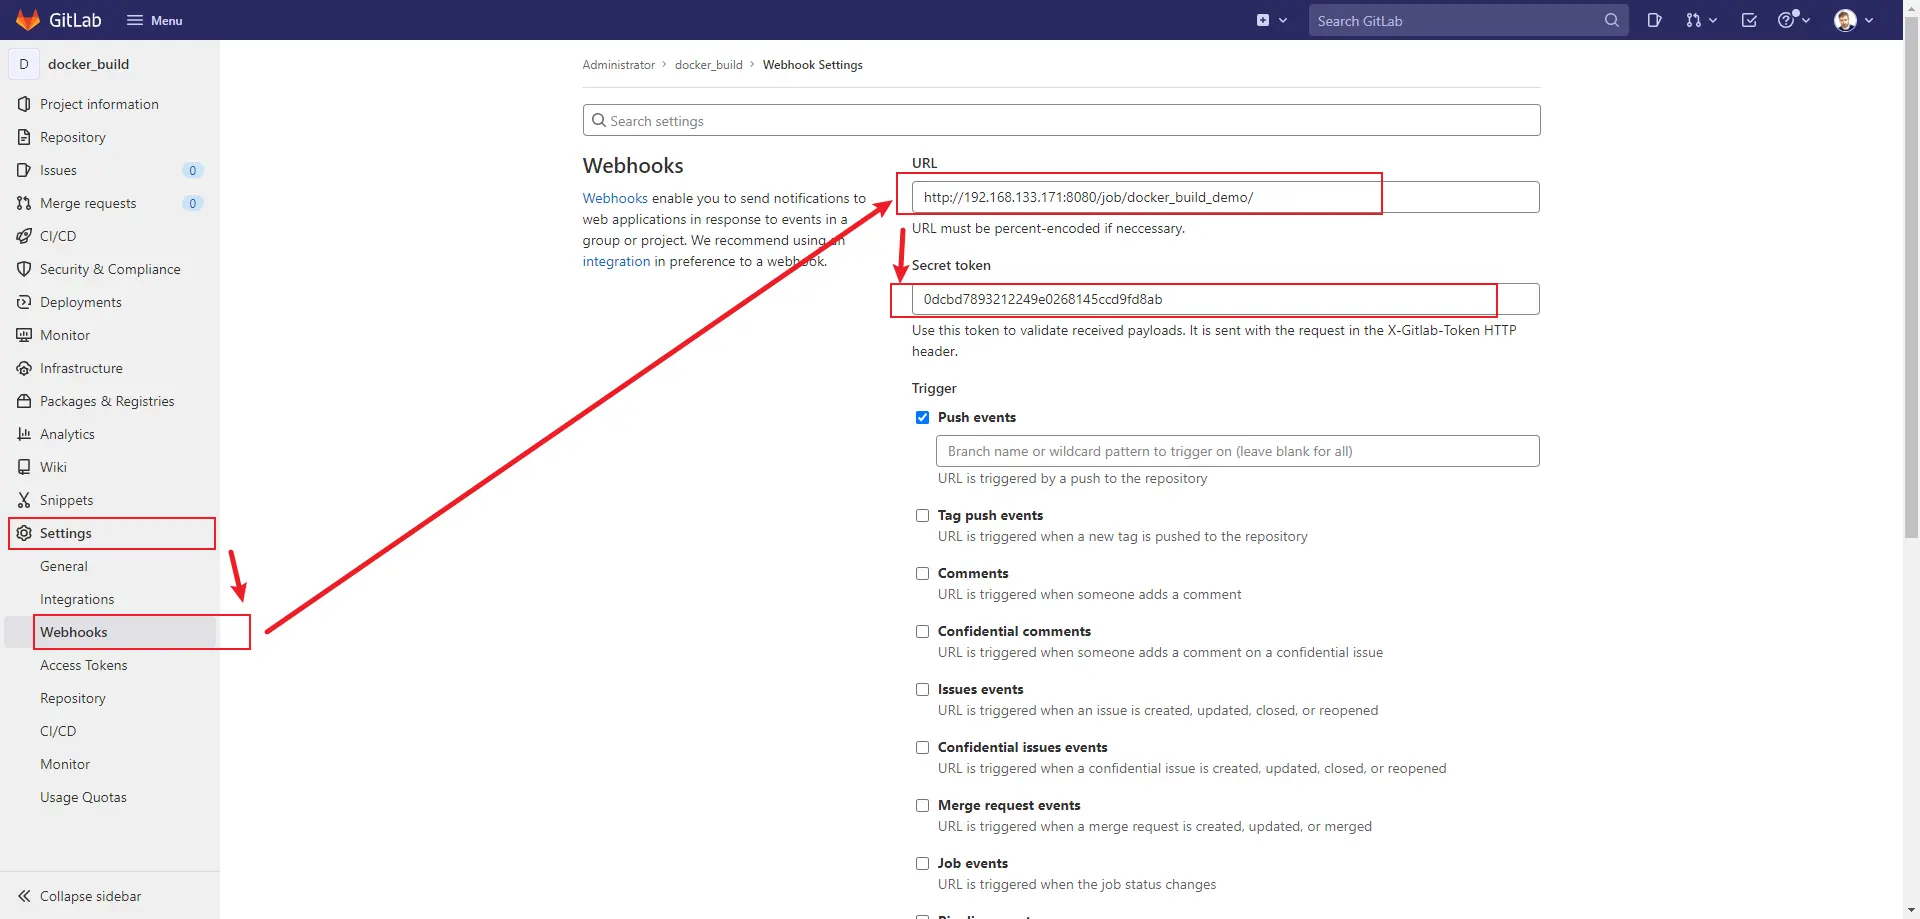 GitLab
Menu
Search GitLab
D
docker_build
Project information
Repository
Issues
0
Merge requests
0
CI/CD
Security & Compliance
Deployments
Monitor
Infrastructure
Packages & Registries
Analytics
Wiki
Snippets
Settings
General
Integrations
Webhooks
Access Tokens
Repository
CI/CD
Monitor
Usage Quotas
Collapse sidebar
Administrator › docker_build › Webhook Settings
Search settings
Webhooks
Webhooks enable you to send notifications to
web applications in response to events in a
group or project. We recommend using an
integration in preference to a webhook.
URL
http://192.168.133.171:8080/job/docker_build_demo/
URL must be percent-encoded if neccessary.
Secret token
0dcbd7893212249e0268145ccd9fd8ab
Use this token to validate received payloads. It is sent with the request in the X-Gitlab-Token HTTP
header.
Trigger
Push events
Branch name or wildcard pattern to trigger on (leave blank for all)
URL is triggered by a push to the repository
Tag push events
URL is triggered when a new tag is pushed to the repository
Comments
URL is triggered when someone adds a comment
Confidential comments
URL is triggered when someone adds a comment on a confidential issue
Issues events
URL is triggered when an issue is created, updated, closed, or reopened
Confidential issues events
URL is triggered when a confidential issue is created, updated, closed, or reopened
Merge request events
URL is triggered when a merge request is created, updated, or merged
Job events
URL is triggered when the job status changes